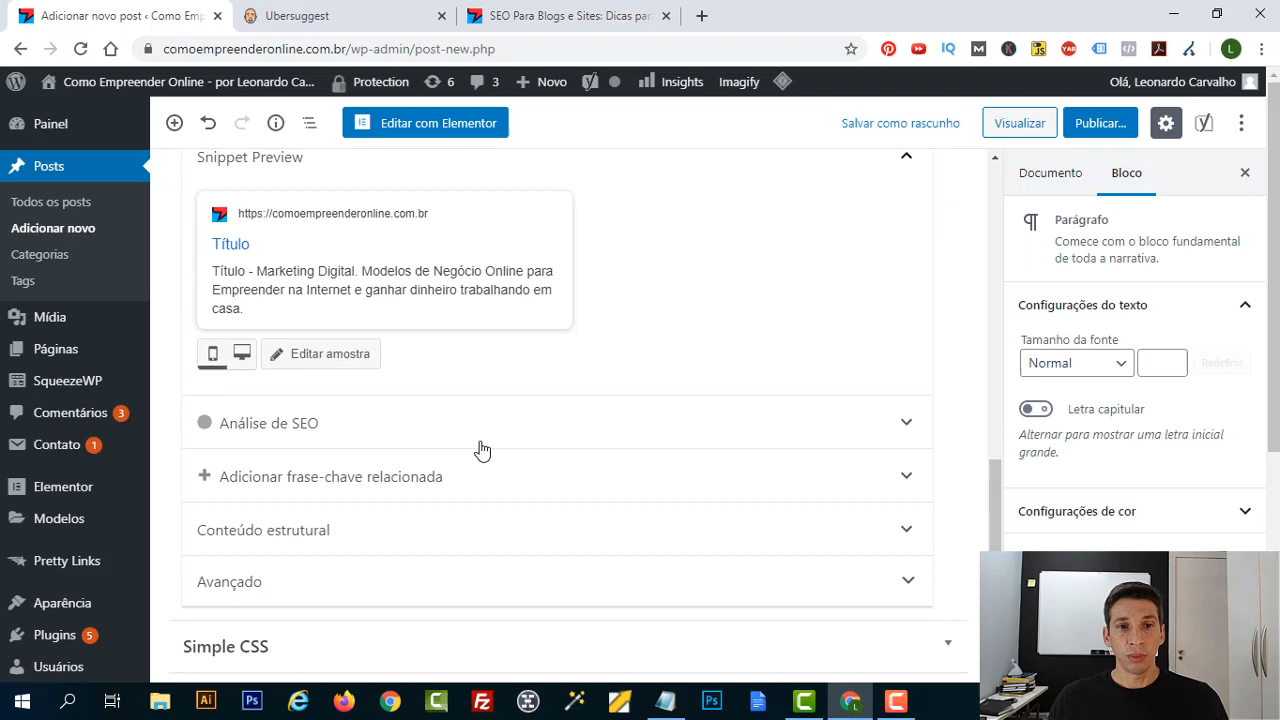 Adicionar novo post ‹ Como Emp
Ubersuggest
SEO Para Blogs e Sites: Dicas par
comoempreenderonline.com.br/wp-admin/post-new.php
L
Como Empreender Online - por Leonardo Ca...
Protection
6
3
Novo
Insights
Imagify
Olá, Leonardo Carvalho
Painel
Posts
Todos os posts
Adicionar novo
Categorias
Tags
Mídia
Páginas
SqueezeWP
Comentários 3
Contato 1
Elementor
Modelos
Pretty Links
Aparência
Plugins 5
Usuários
Editar com Elementor
Salvar como rascunho
Visualizar
Publicar...
Snippet Preview
https://comoempreenderonline.com.br
Título
Título - Marketing Digital. Modelos de Negócio Online para
Empreender na Internet e ganhar dinheiro trabalhando em
casa.
Editar amostra
Análise de SEO
Adicionar frase-chave relacionada
Conteúdo estrutural
Avançado
Simple CSS
Documento
Bloco
Parágrafo
Comece com o bloco fundamental
de toda a narrativa.
Configurações do texto
Tamanho da fonte
Normal
Redefinir
Letra capitular
Alternar para mostrar uma letra inicial
grande.
Configurações de cor